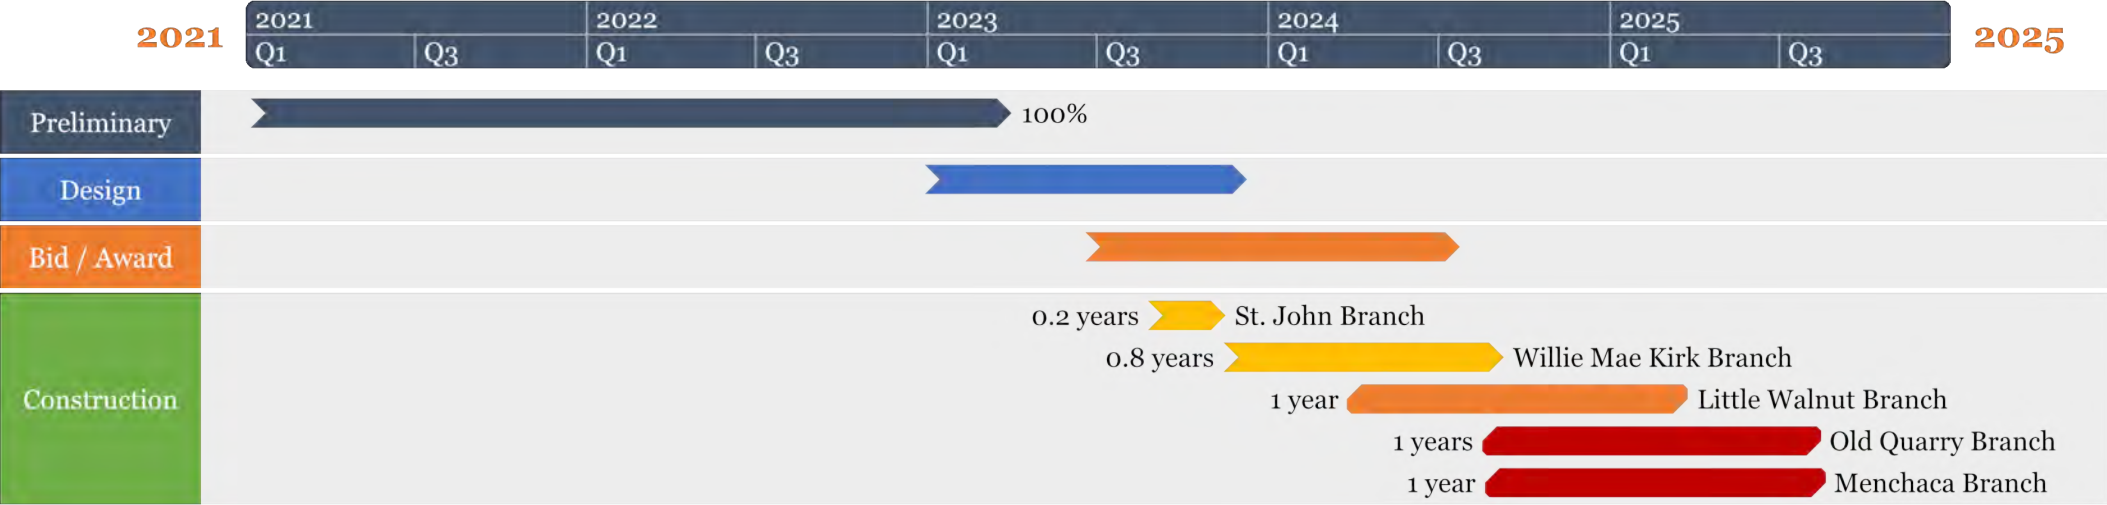 2021
2021 2022 2023 2024 2025
2025
Q1 Q3 Q1 Q3 Q1 Q3 Q1 Q3 Q1 Q3
Preliminary
100%
Design
Bid / Award
Construction
0.2 years St. John Branch
0.8 years Willie Mae Kirk Branch
1 year Little Walnut Branch
1 years Old Quarry Branch
1 year Menchaca Branch